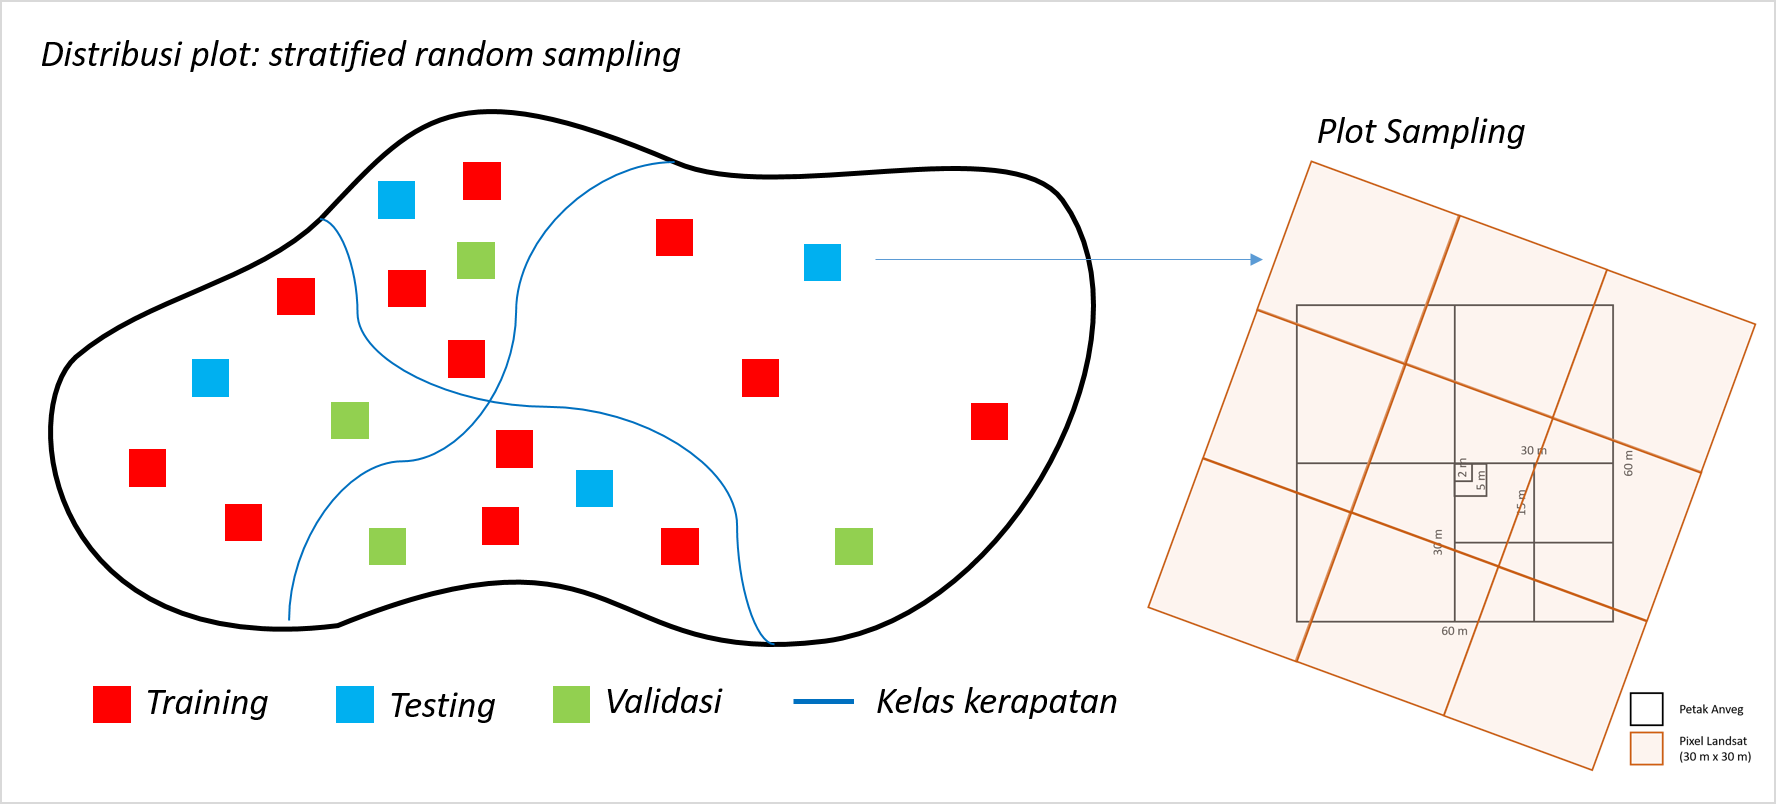 Distribusi plot: stratified random sampling
Plot Sampling
30 m
60 m
2 m
5 m
15 m
30 m
60 m
Training
Testing
Validasi
Kelas kerapatan
Petak Anveg
Pixel Landsat
(30 m x 30 m)